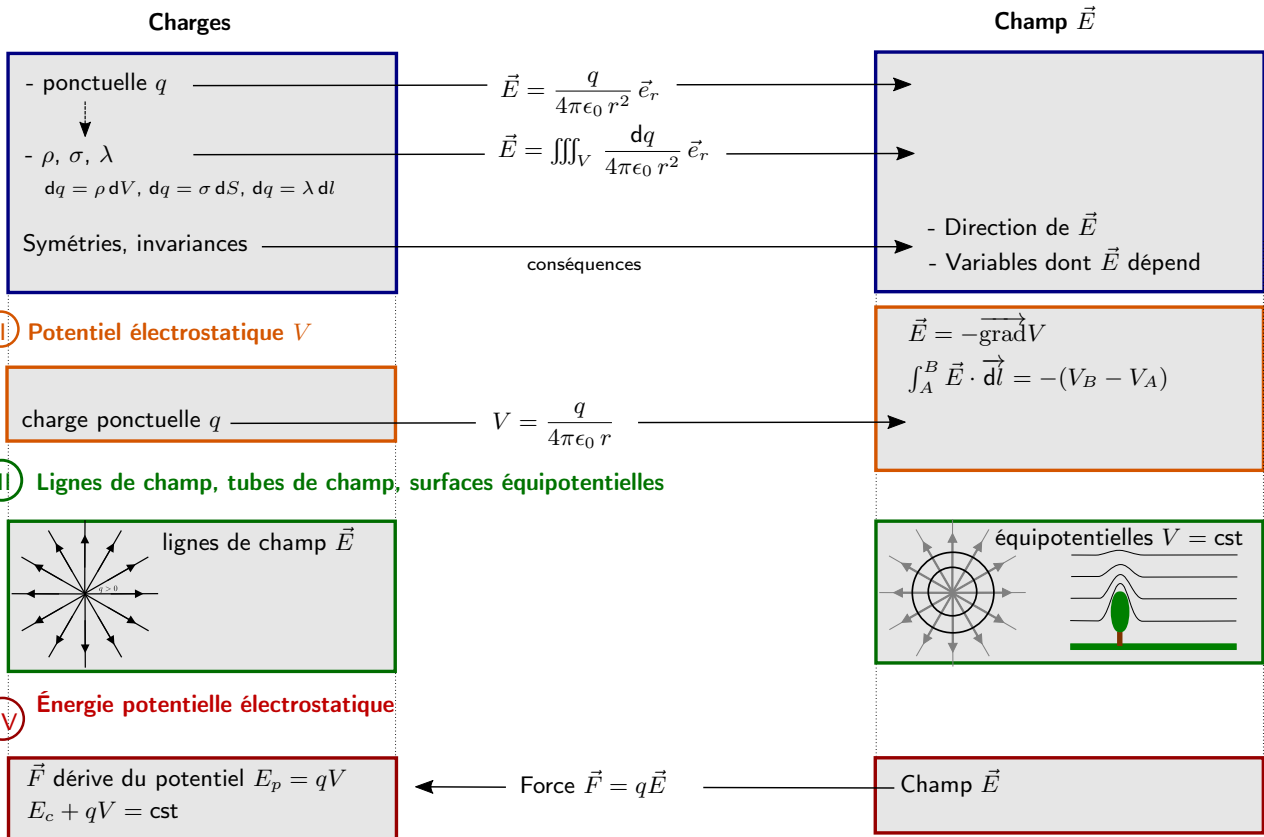 Charges
Champ $\vec{E}$
- ponctuelle $q$
$\vec{E} = \dfrac{q}{4\pi\epsilon_0\, r^2}\,\vec{e}_r$
- $\rho$, $\sigma$, $\lambda$
$\vec{E} = \iiint_V \dfrac{\mathrm{d}q}{4\pi\epsilon_0\, r^2}\,\vec{e}_r$
$\mathrm{d}q = \rho\,\mathrm{d}V$, $\mathrm{d}q = \sigma\,\mathrm{d}S$, $\mathrm{d}q = \lambda\,\mathrm{d}l$
Symétries, invariances
conséquences
- Direction de $\vec{E}$
- Variables dont $\vec{E}$ dépend
I Potentiel électrostatique $V$
$\vec{E} = -\overrightarrow{\mathrm{grad}}V$
$\int_A^B \vec{E}\cdot\overrightarrow{\mathrm{d}l} = -(V_B - V_A)$
charge ponctuelle $q$
$V = \dfrac{q}{4\pi\epsilon_0\, r}$
II Lignes de champ, tubes de champ, surfaces équipotentielles
lignes de champ $\vec{E}$
$q > 0$
équipotentielles $V = \mathrm{cst}$
V Énergie potentielle électrostatique
$\vec{F}$ dérive du potentiel $E_p = qV$
$E_c + qV = \mathrm{cst}$
Force $\vec{F} = q\vec{E}$
Champ $\vec{E}$